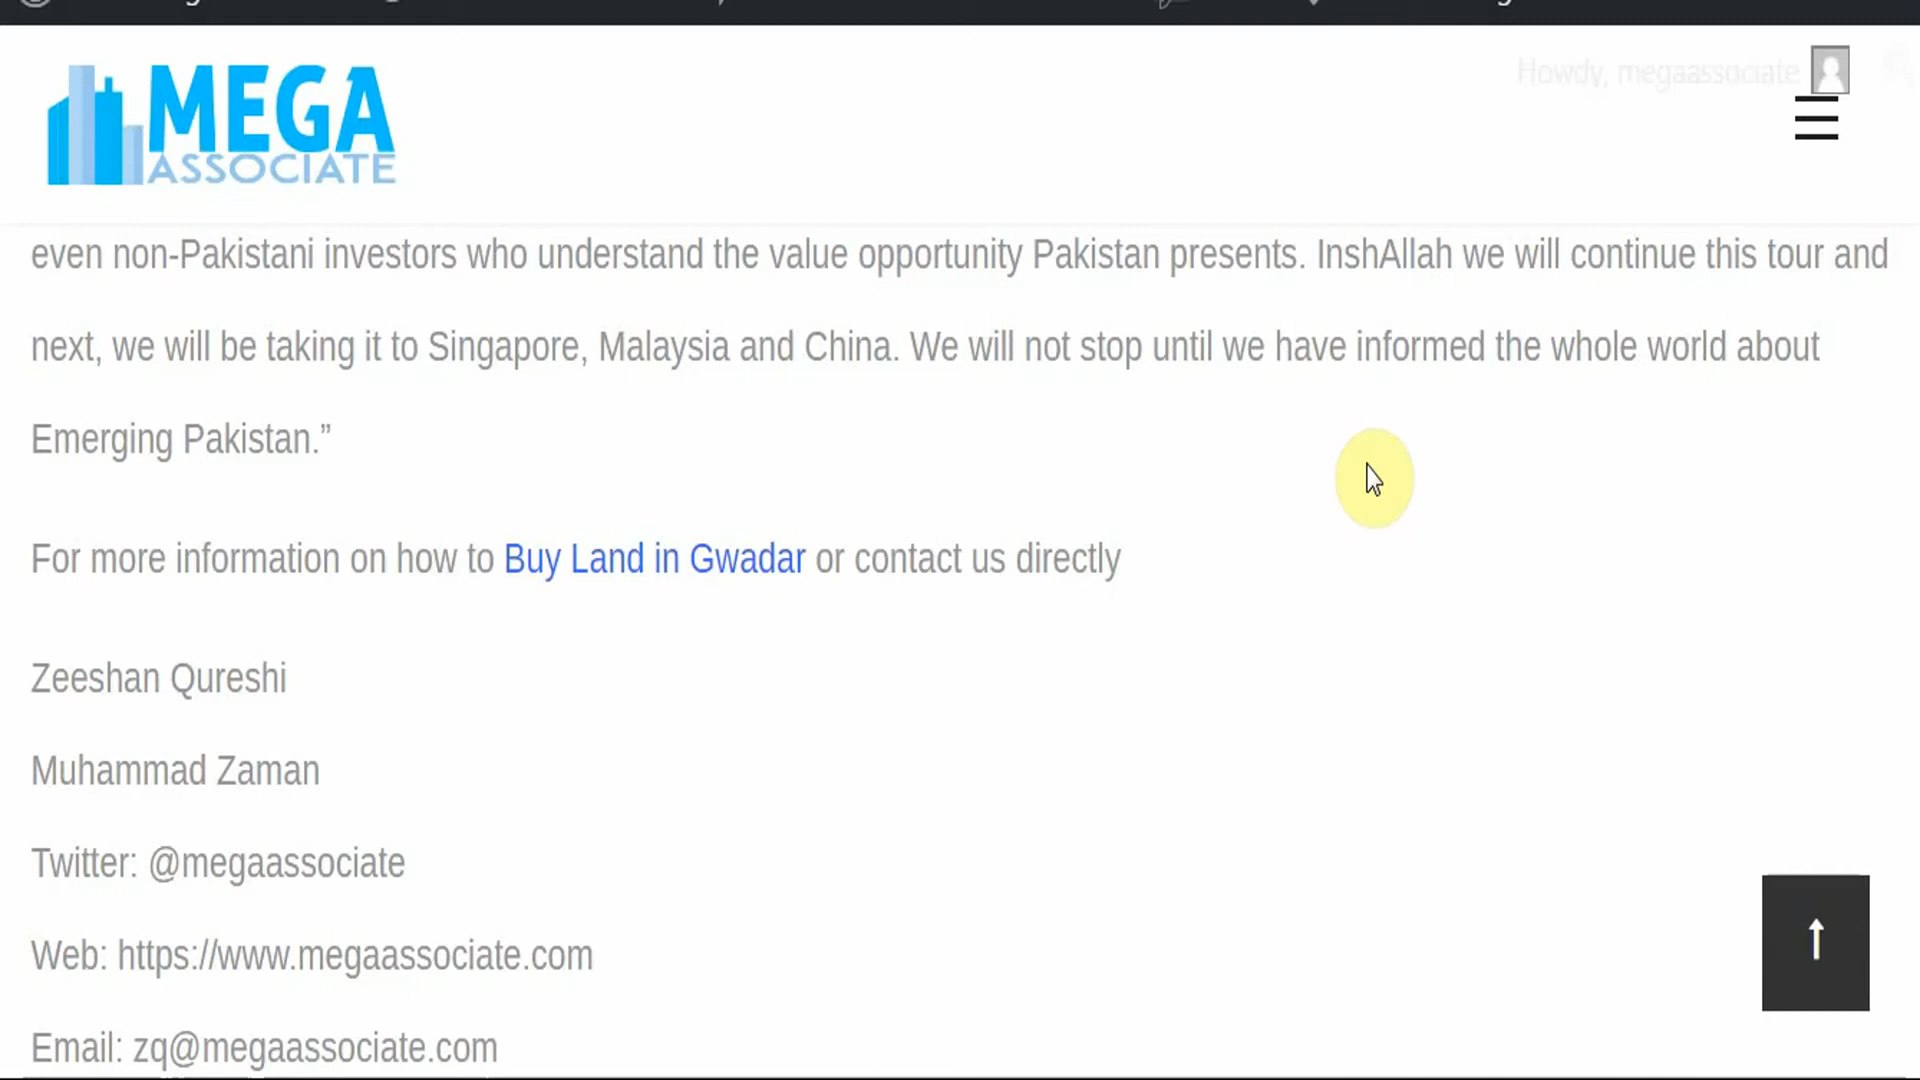 MEGA
ASSOCIATE
Howdy, megaassociate
even non-Pakistani investors who understand the value opportunity Pakistan presents. InshAllah we will continue this tour and
next, we will be taking it to Singapore, Malaysia and China. We will not stop until we have informed the whole world about
Emerging Pakistan.”
For more information on how to Buy Land in Gwadar or contact us directly
Zeeshan Qureshi
Muhammad Zaman
Twitter: @megaassociate
Web: https://www.megaassociate.com
Email: zq@megaassociate.com